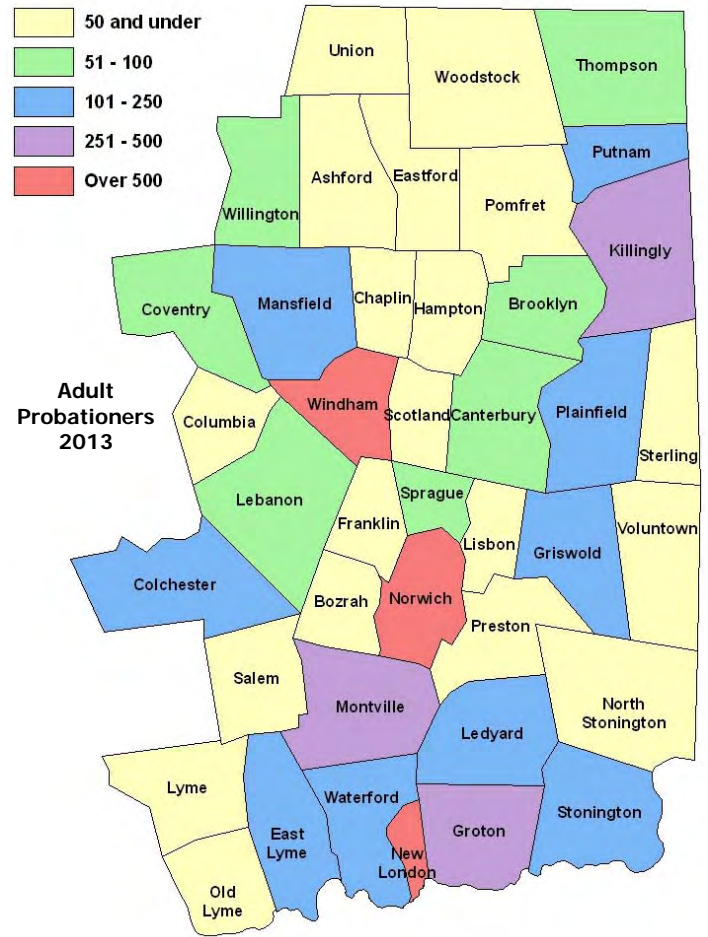 50 and under
51 - 100
101 - 250
251 - 500
Over 500
Union
Woodstock
Thompson
Putnam
Ashford
Eastford
Pomfret
Willington
Killingly
Coventry
Mansfield
Chaplin
Hampton
Brooklyn
Adult
Probationers
2013
Columbia
Windham
Scotland
Canterbury
Plainfield
Sterling
Lebanon
Franklin
Sprague
Lisbon
Griswold
Voluntown
Colchester
Bozrah
Norwich
Preston
Salem
Montville
Ledyard
North
Stonington
Lyme
East
Lyme
Waterford
New
London
Groton
Stonington
Old
Lyme